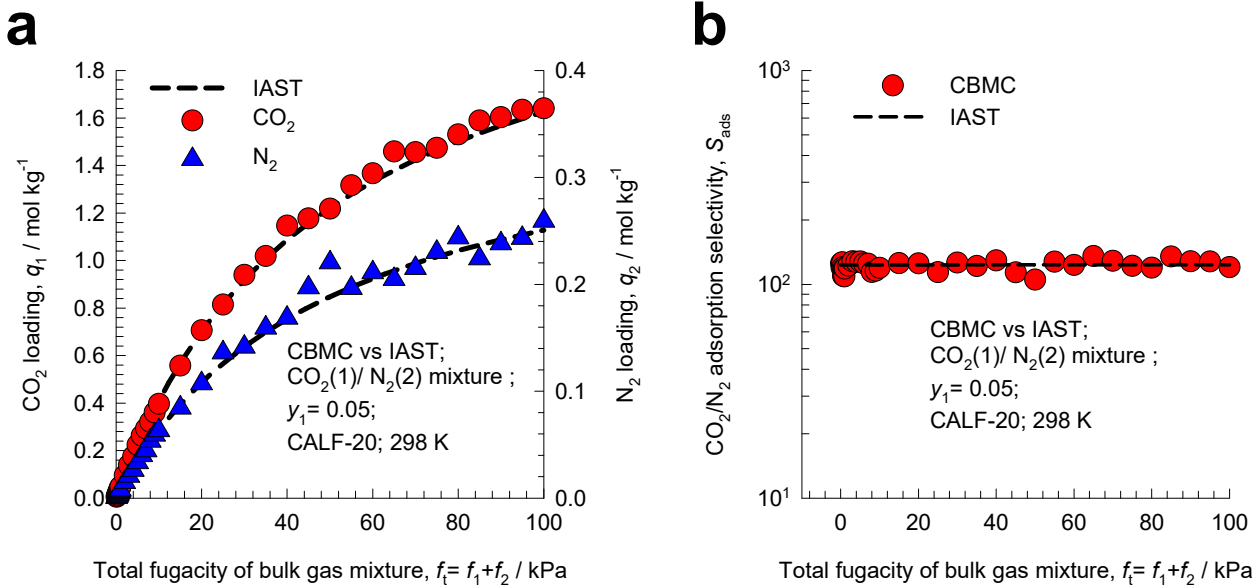 a
1.8
1.6
1.4
1.2
1.0
0.8
0.6
0.4
0.2
0.0
CO₂ loading, q₁ / mol kg⁻¹
IAST
CO₂
N₂
0.4
0.3
0.2
0.1
0.0
N₂ loading, q₂ / mol kg⁻¹
CBMC vs IAST;
CO₂(1)/ N₂(2) mixture ;
y₁= 0.05;
CALF-20; 298 K
0 20 40 60 80 100
Total fugacity of bulk gas mixture, fₜ= f₁+f₂ / kPa
b
10³
10²
10¹
CO₂/N₂ adsorption selectivity, S_ads
CBMC
IAST
CBMC vs IAST;
CO₂(1)/ N₂(2) mixture ;
y₁= 0.05;
CALF-20; 298 K
0 20 40 60 80 100
Total fugacity of bulk gas mixture, fₜ= f₁+f₂ / kPa